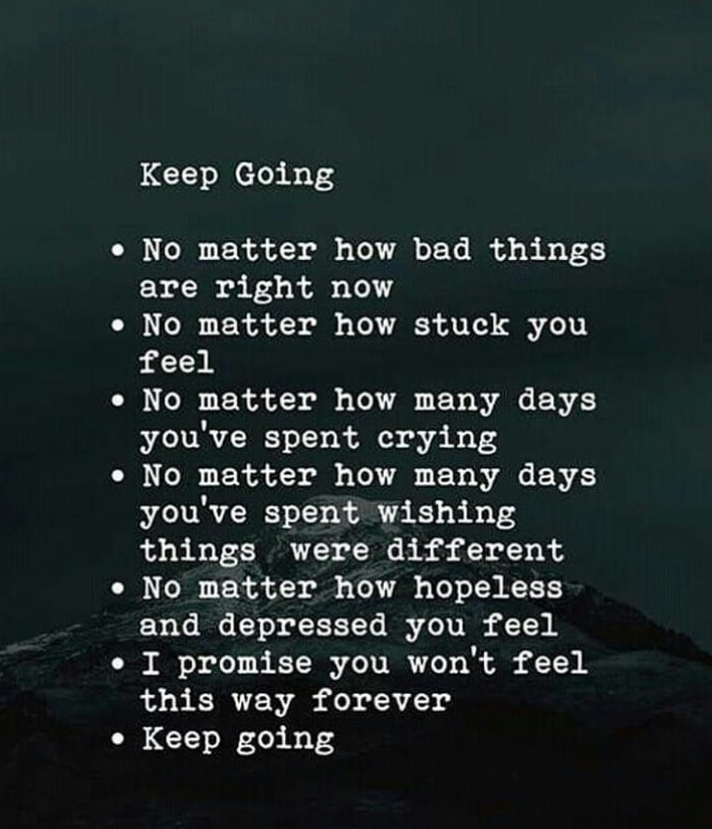 Keep Going
• No matter how bad things
are right now
• No matter how stuck you
feel
• No matter how many days
you've spent crying
• No matter how many days
you've spent wishing
things were different
• No matter how hopeless
and depressed you feel
• I promise you won't feel
this way forever
• Keep going